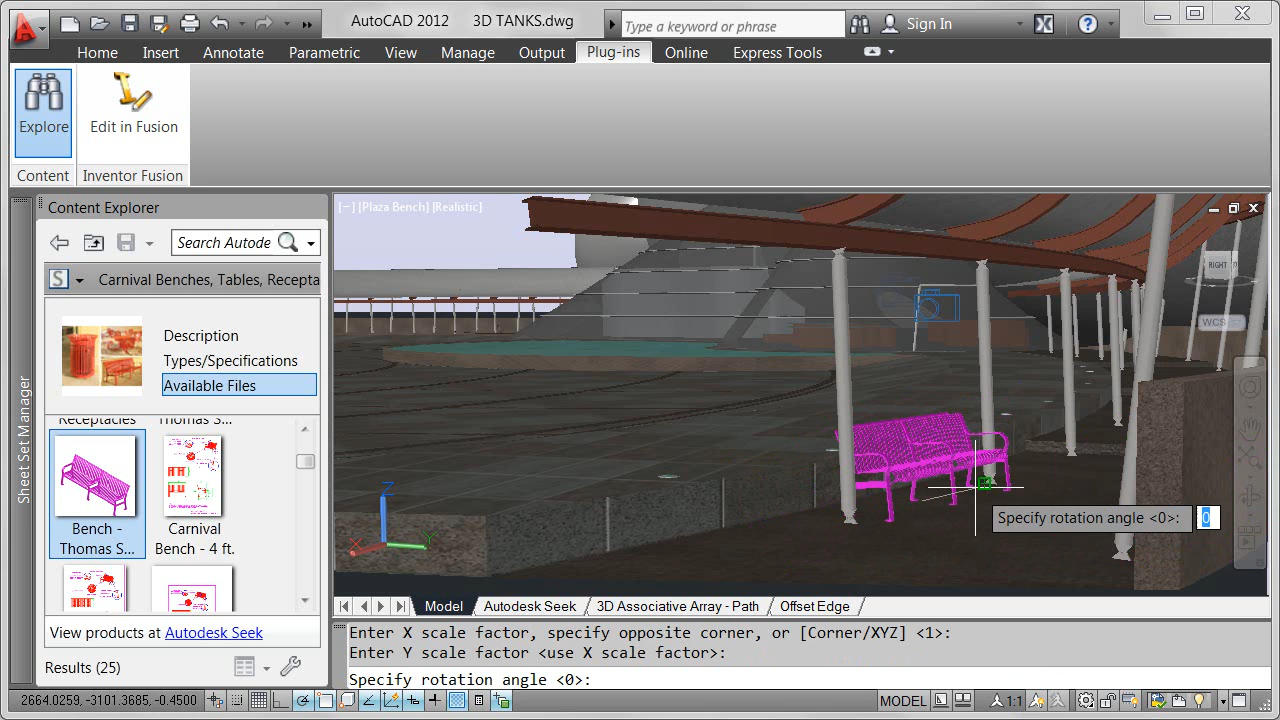 AutoCAD 2012 3D TANKS.dwg
Type a keyword or phrase
Sign In
Home Insert Annotate Parametric View Manage Output Plug-ins Online Express Tools
Explore
Edit in Fusion
Content
Inventor Fusion
Content Explorer
Search Autode
S
Carnival Benches, Tables, Recepta
Description
Types/Specifications
Available Files
Receptacles
Thomas S...
Bench -
Thomas S...
Carnival
Bench - 4 ft.
View products at Autodesk Seek
Results (25)
Sheet Set Manager
[−] [Plaza Bench] [Realistic]
RIGHT
WCS
Z
X
Y
Specify rotation angle <0>: 0
Model Autodesk Seek 3D Associative Array - Path Offset Edge
Enter X scale factor, specify opposite corner, or [Corner/XYZ] <1>:
Enter Y scale factor <use X scale factor>:
Specify rotation angle <0>:
2664.0259, -3101.3685, -0.4500
MODEL
1:1